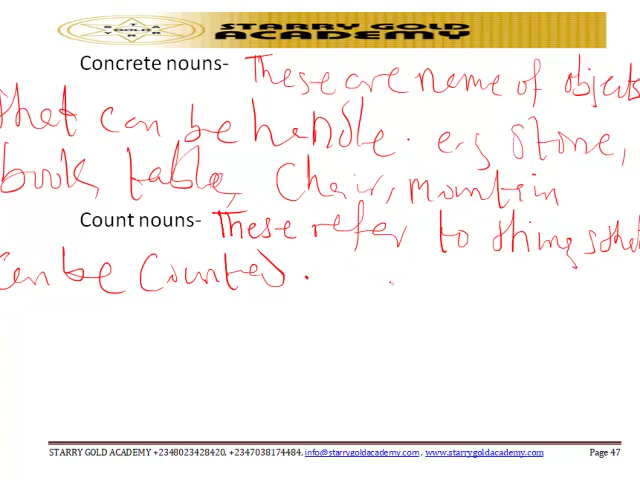 STARRY GOLD
ACADEMY
Concrete nouns- These are name of objects
that can be handle. e.g stone,
book, table, Chair, mountain
Count nouns- These refer to things that
can be Counted.
STARRY GOLD ACADEMY +2348023428420, +2347038174484, info@starrygoldacademy.com, www.starrygoldacademy.com Page 47